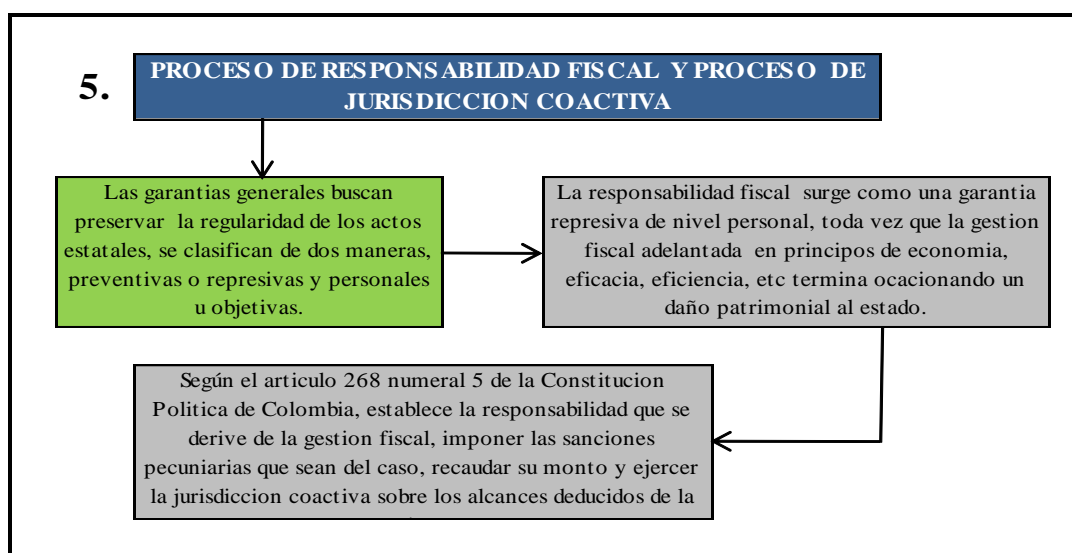 5.
PROCESO DE RESPONSABILIDAD FISCAL Y PROCESO DE
JURISDICCION COACTIVA
Las garantias generales buscan
preservar la regularidad de los actos
estatales, se clasifican de dos maneras,
preventivas o represivas y personales
u objetivas.
La responsabilidad fiscal surge como una garantia
represiva de nivel personal, toda vez que la gestion
fiscal adelantada en principos de economia,
eficacia, eficiencia, etc termina ocacionando un
daño patrimonial al estado.
Según el articulo 268 numeral 5 de la Constitucion
Politica de Colombia, establece la responsabilidad que se
derive de la gestion fiscal, imponer las sanciones
pecuniarias que sean del caso, recaudar su monto y ejercer
la jurisdiccion coactiva sobre los alcances deducidos de la